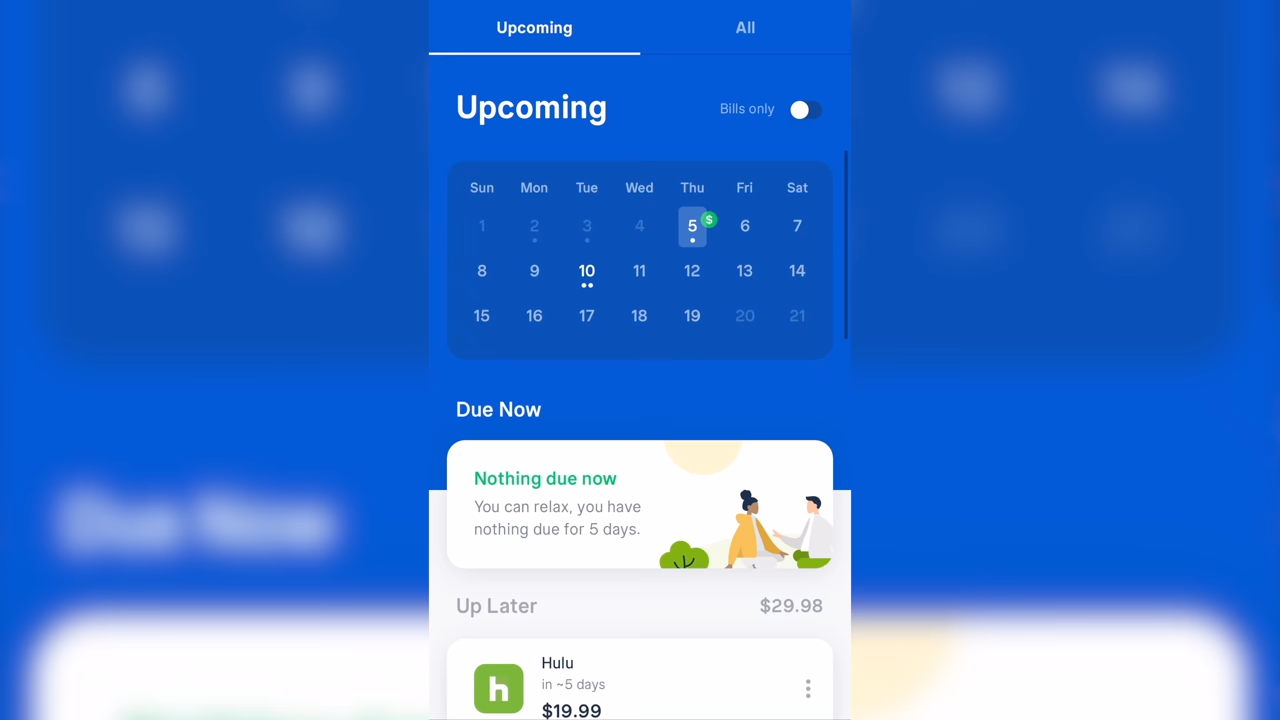 Upcoming All
Upcoming Bills only
Sun Mon Tue Wed Thu Fri Sat
1 2 3 4 5 $ 6 7
8 9 10 11 12 13 14
15 16 17 18 19 20 21
Due Now
Nothing due now
You can relax, you have
nothing due for 5 days.
Up Later $29.98
h Hulu
in ~5 days
$19.99
Due Now